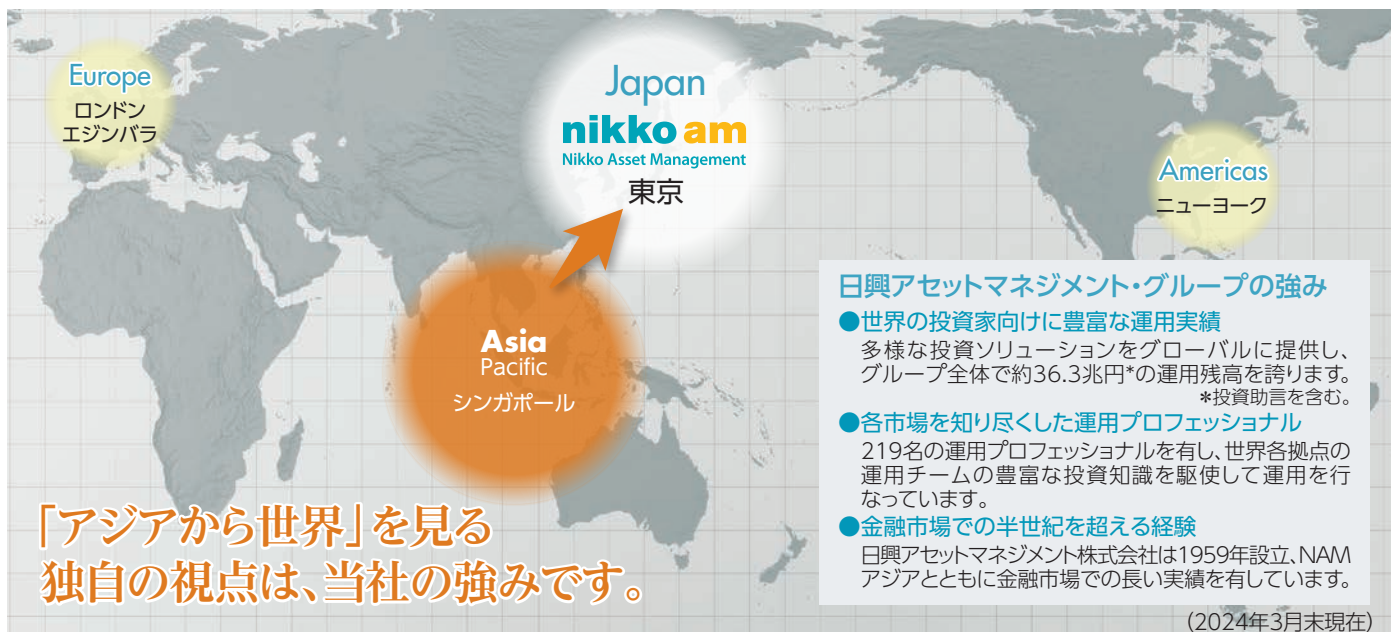 Europe
ロンドン
エジンバラ
Japan
nikko am
Nikko Asset Management
東京
Americas
ニューヨーク
Asia
Pacific
シンガポール
「アジアから世界」を見る
独自の視点は、当社の強みです。
日興アセットマネジメント・グループの強み
●世界の投資家向けに豊富な運用実績
多様な投資ソリューションをグローバルに提供し、
グループ全体で約36.3兆円*の運用残高を誇ります。
*投資助言を含む。
●各市場を知り尽くした運用プロフェッショナル
219名の運用プロフェッショナルを有し、世界各拠点の
運用チームの豊富な投資知識を駆使して運用を行
なっています。
●金融市場での半世紀を超える経験
日興アセットマネジメント株式会社は1959年設立、NAM
アジアとともに金融市場での長い実績を有しています。
(2024年3月末現在)